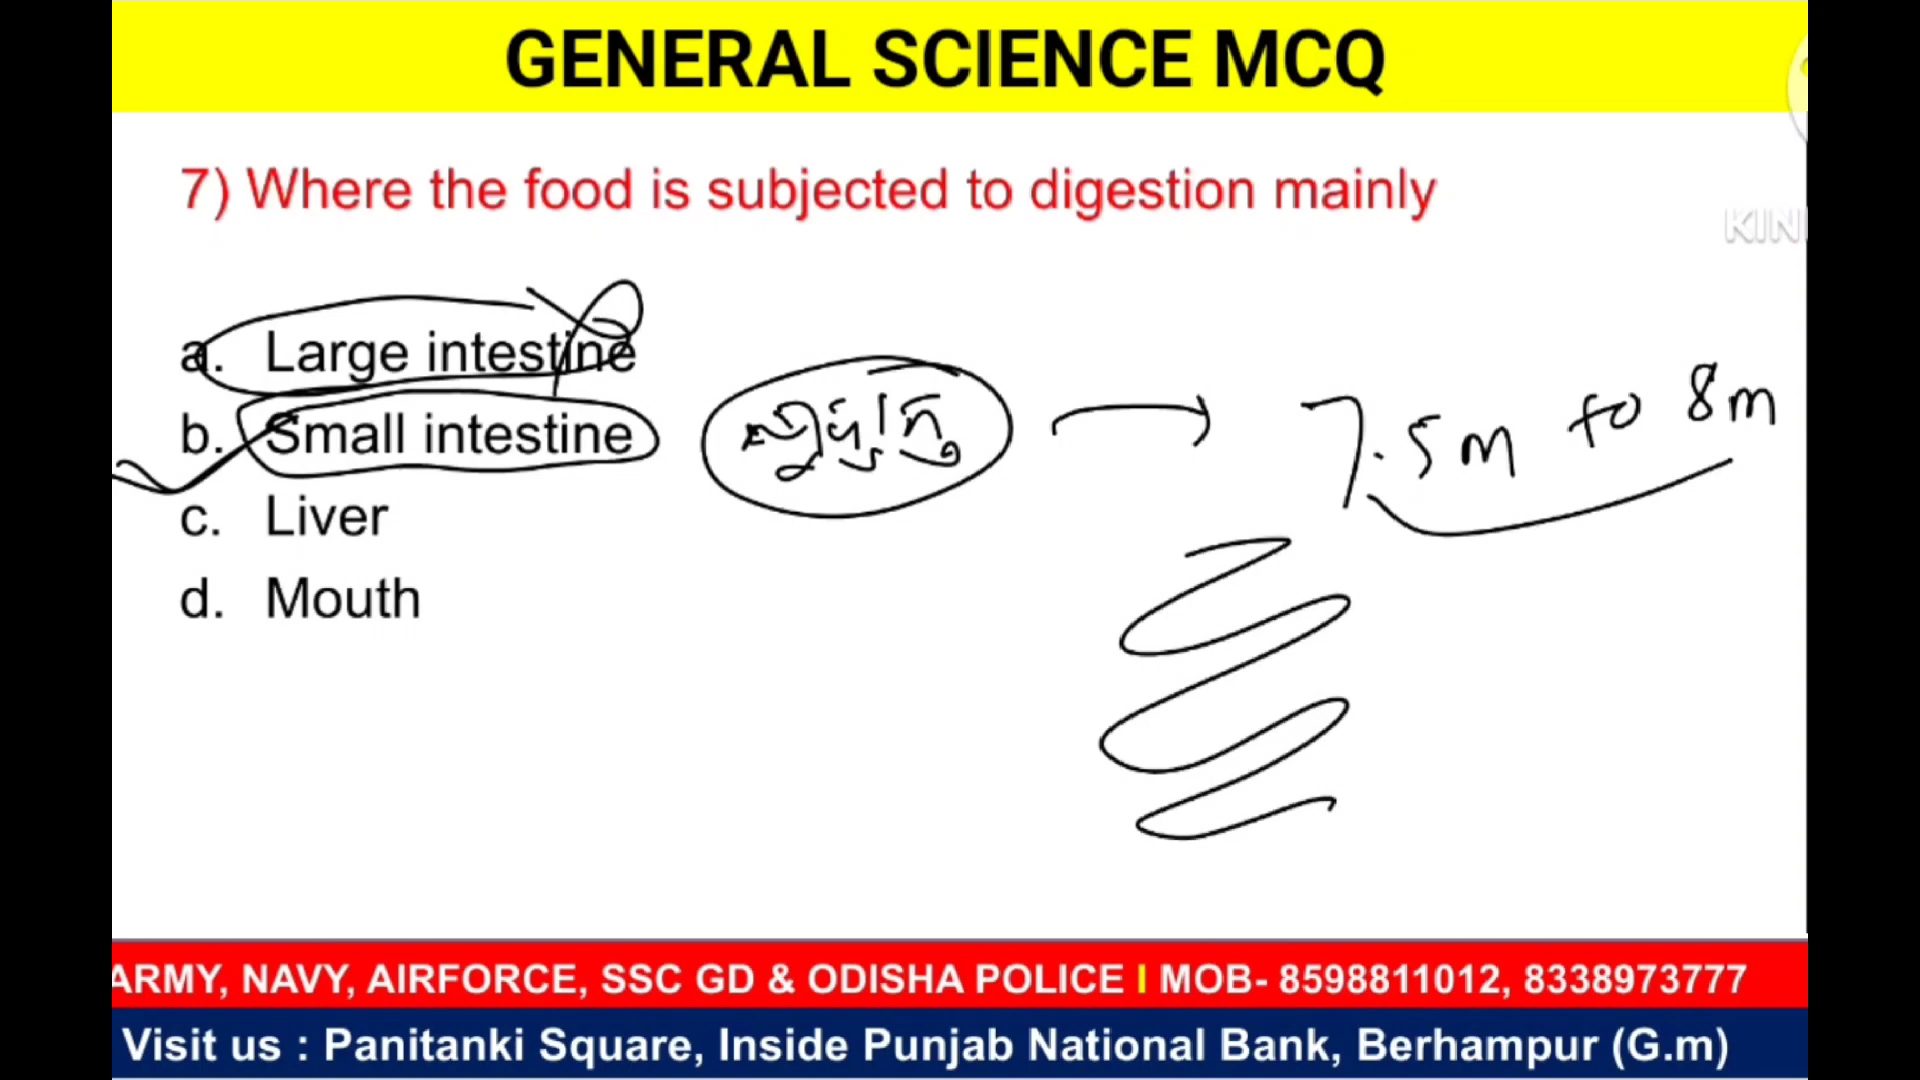 GENERAL SCIENCE MCQ
7) Where the food is subjected to digestion mainly
KIN
a. Large intestine
b. Small intestine
7.5m to 8m
c. Liver
d. Mouth
ARMY, NAVY, AIRFORCE, SSC GD & ODISHA POLICE I MOB- 8598811012, 8338973777
Visit us : Panitanki Square, Inside Punjab National Bank, Berhampur (G.m)